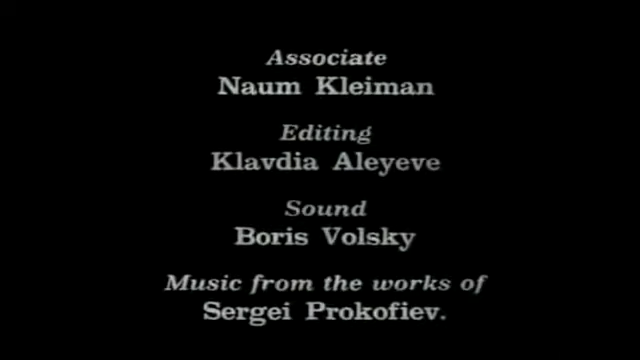 Associate
Naum Kleiman
Editing
Klavdia Aleyeve
Sound
Boris Volsky
Music from the works of
Sergei Prokofiev.